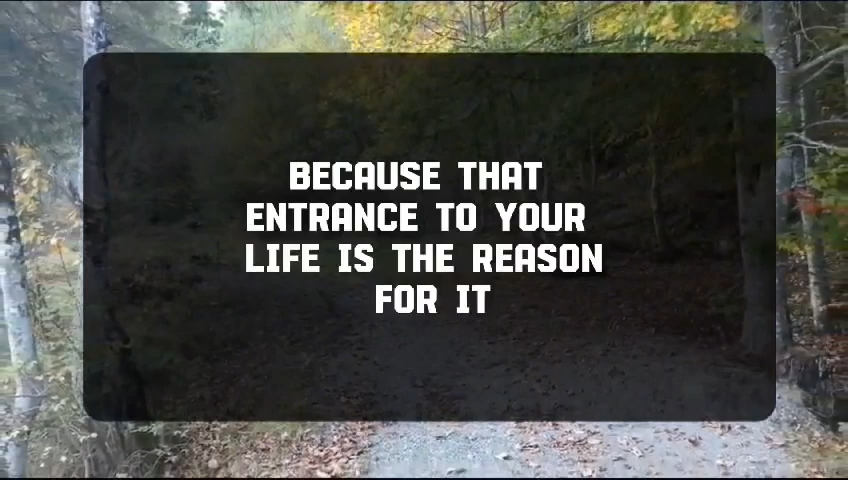 BECAUSE THAT
ENTRANCE TO YOUR
LIFE IS THE REASON
FOR IT